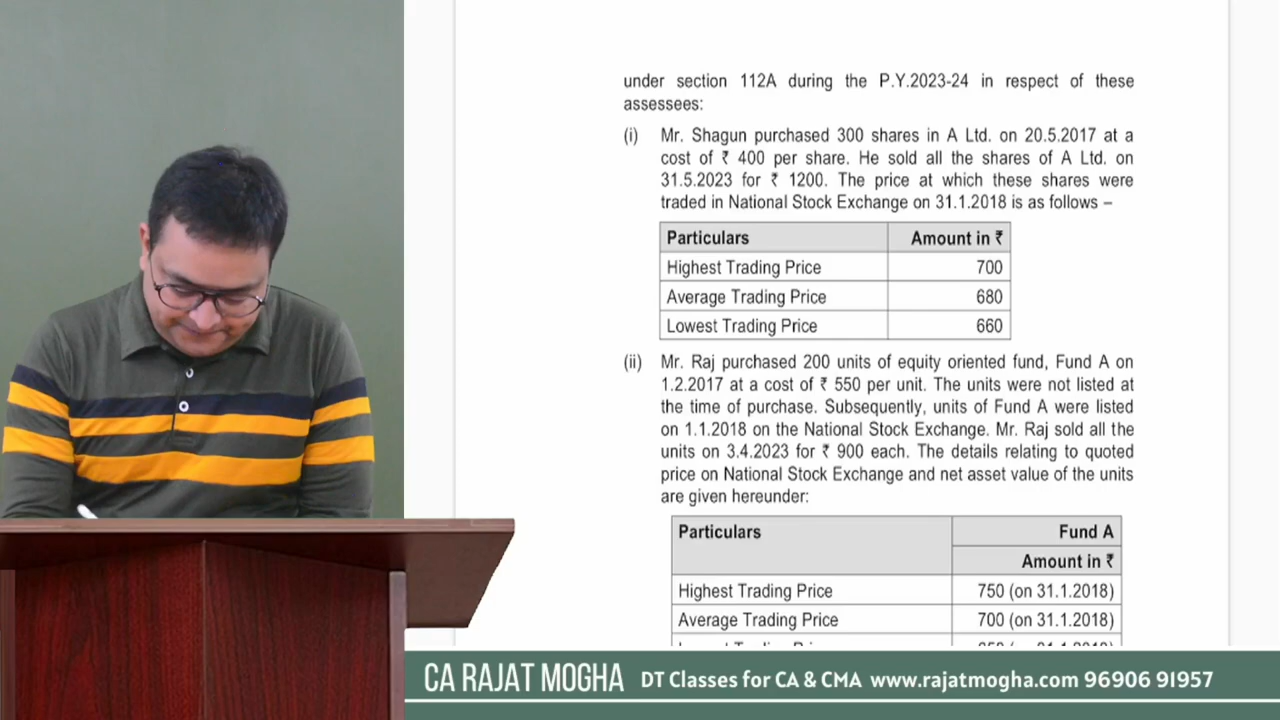 under section 112A during the P.Y.2023-24 in respect of these
assessees:
(i) Mr. Shagun purchased 300 shares in A Ltd. on 20.5.2017 at a
cost of ₹ 400 per share. He sold all the shares of A Ltd. on
31.5.2023 for ₹ 1200. The price at which these shares were
traded in National Stock Exchange on 31.1.2018 is as follows –
Particulars Amount in ₹
Highest Trading Price 700
Average Trading Price 680
Lowest Trading Price 660
(ii) Mr. Raj purchased 200 units of equity oriented fund, Fund A on
1.2.2017 at a cost of ₹ 550 per unit. The units were not listed at
the time of purchase. Subsequently, units of Fund A were listed
on 1.1.2018 on the National Stock Exchange. Mr. Raj sold all the
units on 3.4.2023 for ₹ 900 each. The details relating to quoted
price on National Stock Exchange and net asset value of the units
are given hereunder:
Particulars Fund A
Amount in ₹
Highest Trading Price 750 (on 31.1.2018)
Average Trading Price 700 (on 31.1.2018)
CA RAJAT MOGHA DT Classes for CA & CMA www.rajatmogha.com 96906 91957